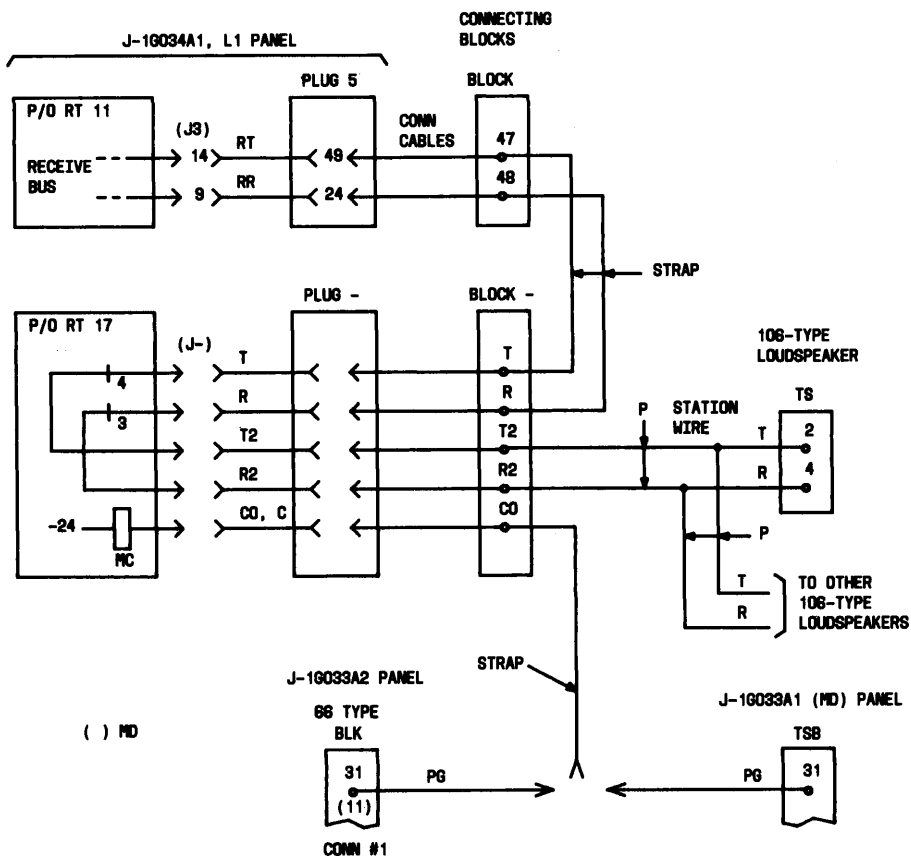 CONNECTING
BLOCKS
J-1G034A1, L1 PANEL
PLUG 5
BLOCK
P/O RT 11
(J3)
CONN
CABLES
RECEIVE
BUS
14
RT
49
47
9
RR
24
48
STRAP
PLUG -
BLOCK -
P/O RT 17
(J-)
106-TYPE
LOUDSPEAKER
TS
4
T
T
3
R
R
P
STATION
WIRE
T2
T2
T
2
R2
R2
R
4
-24
MC
CO, C
CO
P
T
R
TO OTHER
106-TYPE
LOUDSPEAKERS
STRAP
J-1G033A2 PANEL
J-1G033A1 (MD) PANEL
( ) MD
66 TYPE
BLK
TSB
31
(11)
PG
PG
31
CONN #1